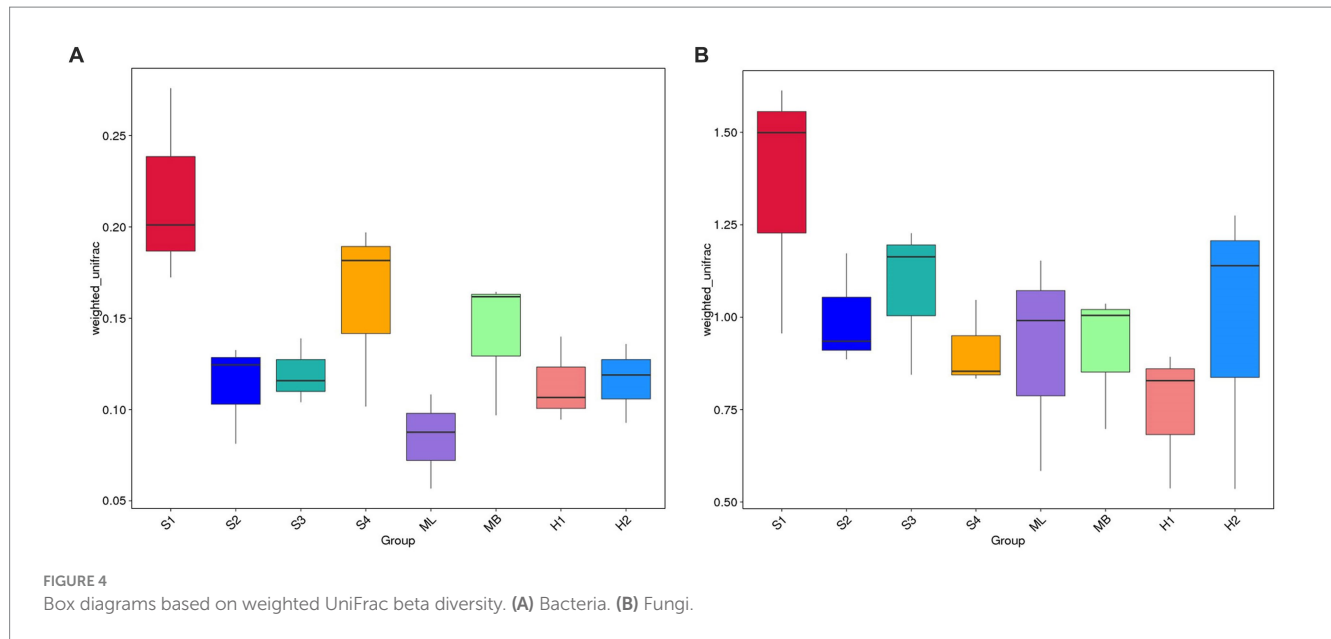 A
weighted_unifrac
0.25
0.20
0.15
0.10
0.05
S1 S2 S3 S4 ML MB H1 H2
Group
B
weighted_unifrac
1.50
1.25
1.00
0.75
0.50
S1 S2 S3 S4 ML MB H1 H2
Group
FIGURE 4
Box diagrams based on weighted UniFrac beta diversity. (A) Bacteria. (B) Fungi.